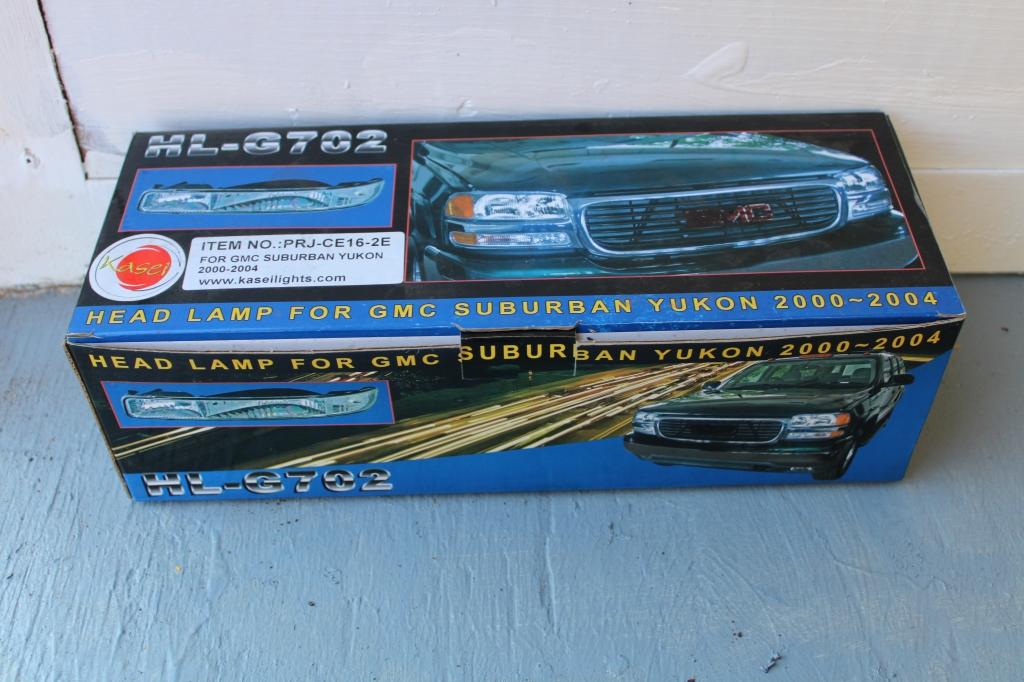 HL-G702
GMC
Kasei
ITEM NO.:PRJ-CE16-2E
FOR GMC SUBURBAN YUKON
2000-2004
www.kaseilights.com
HEAD LAMP FOR GMC SUBURBAN YUKON 2000~2004
HEAD LAMP FOR GMC SUBURBAN YUKON 2000~2004
HL-G702